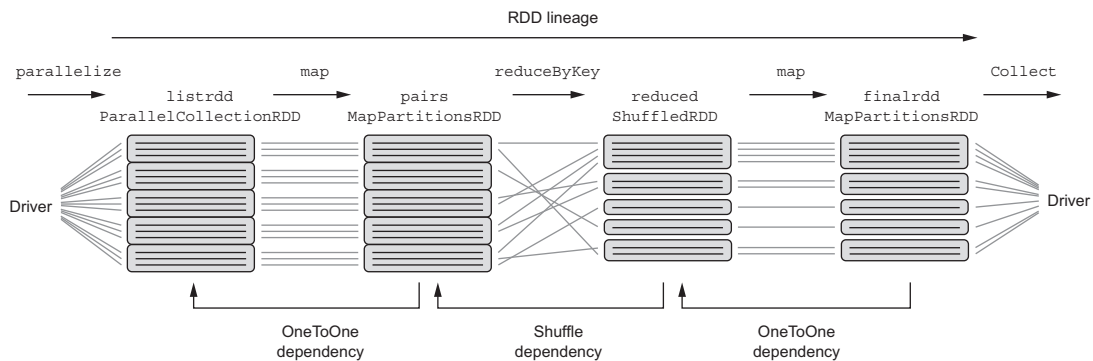 RDD lineage
parallelize
map
reduceByKey
map
Collect
listrdd
ParallelCollectionRDD
pairs
MapPartitionsRDD
reduced
ShuffledRDD
finalrdd
MapPartitionsRDD
Driver
Driver
OneToOne
dependency
Shuffle
dependency
OneToOne
dependency